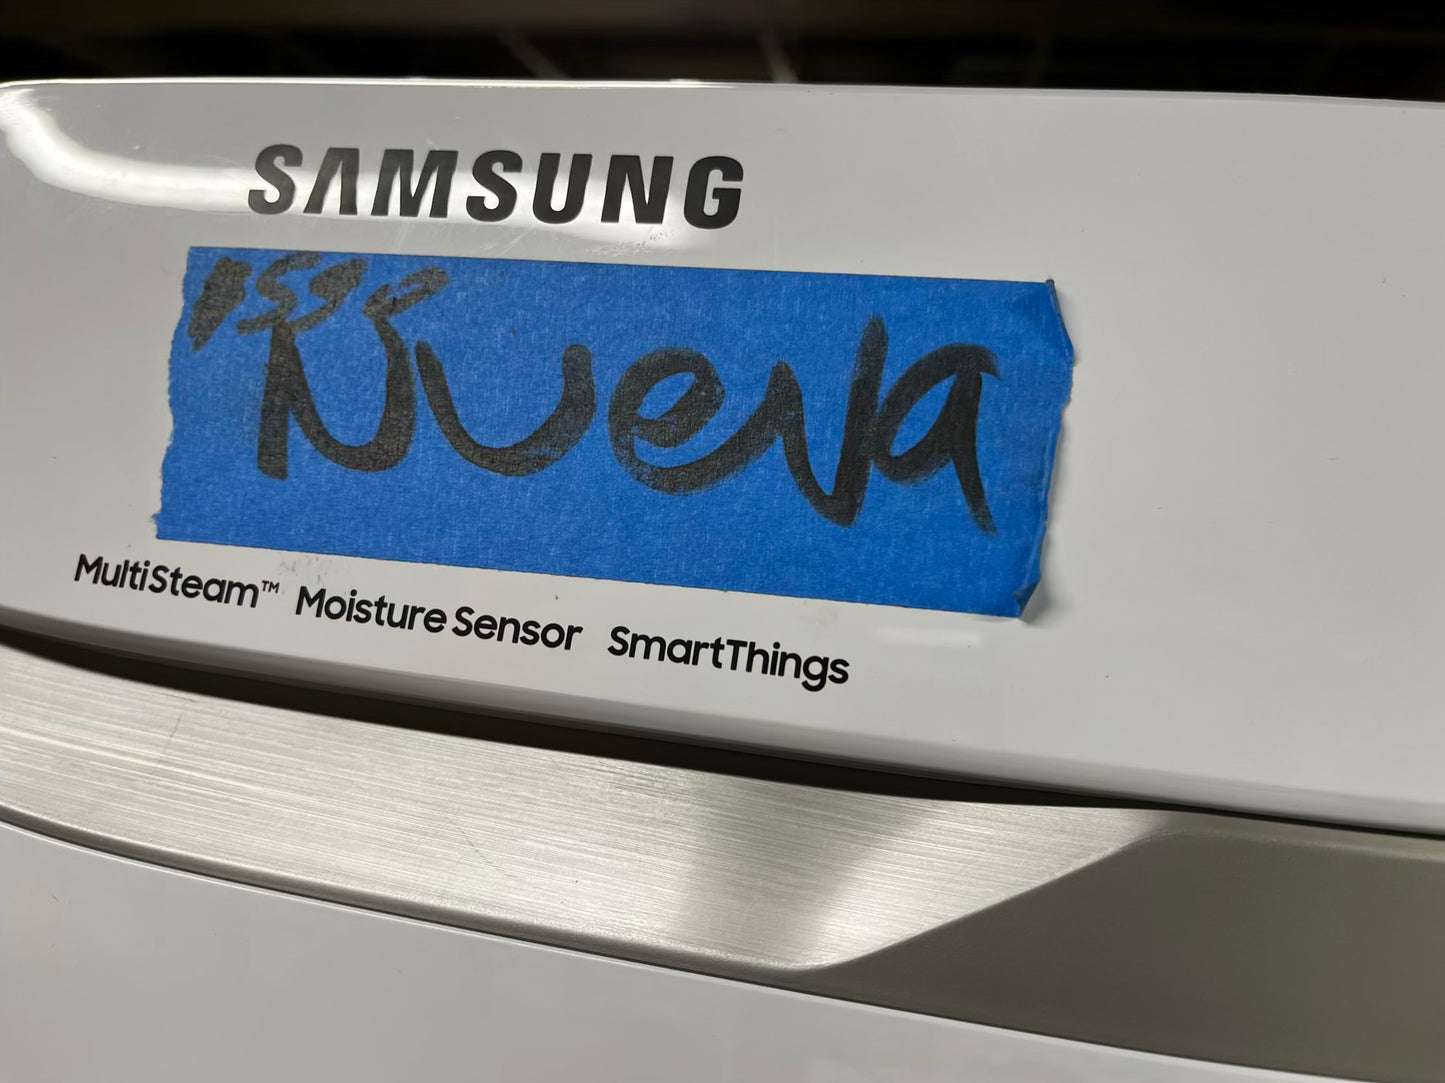 SAMSUNG
Nueva
MultiSteam™ Moisture Sensor SmartThings